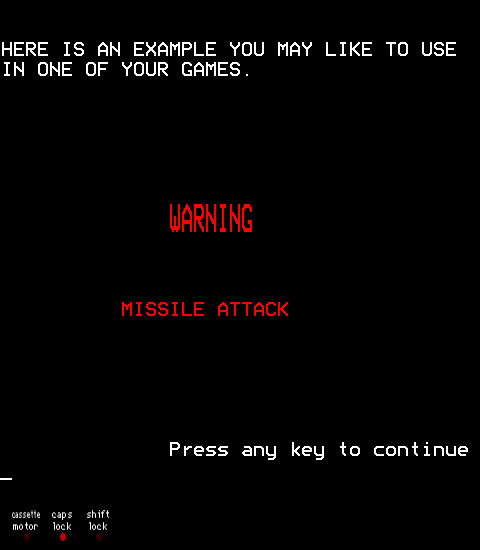 HERE IS AN EXAMPLE YOU MAY LIKE TO USE
IN ONE OF YOUR GAMES.
WARNING
MISSILE ATTACK
Press any key to continue
cassette caps shift
motor lock lock